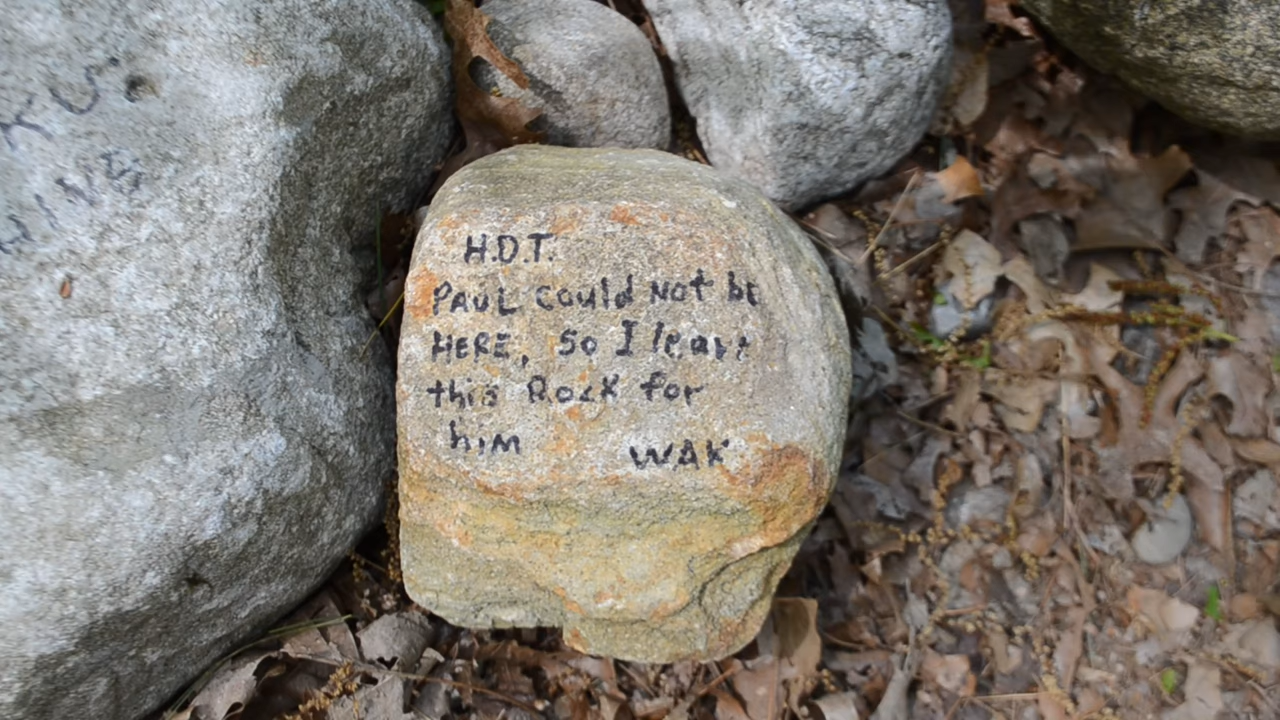 H.D.T.
PAUL Could Not be
HERE, So I leave
this Rock for
him WAK